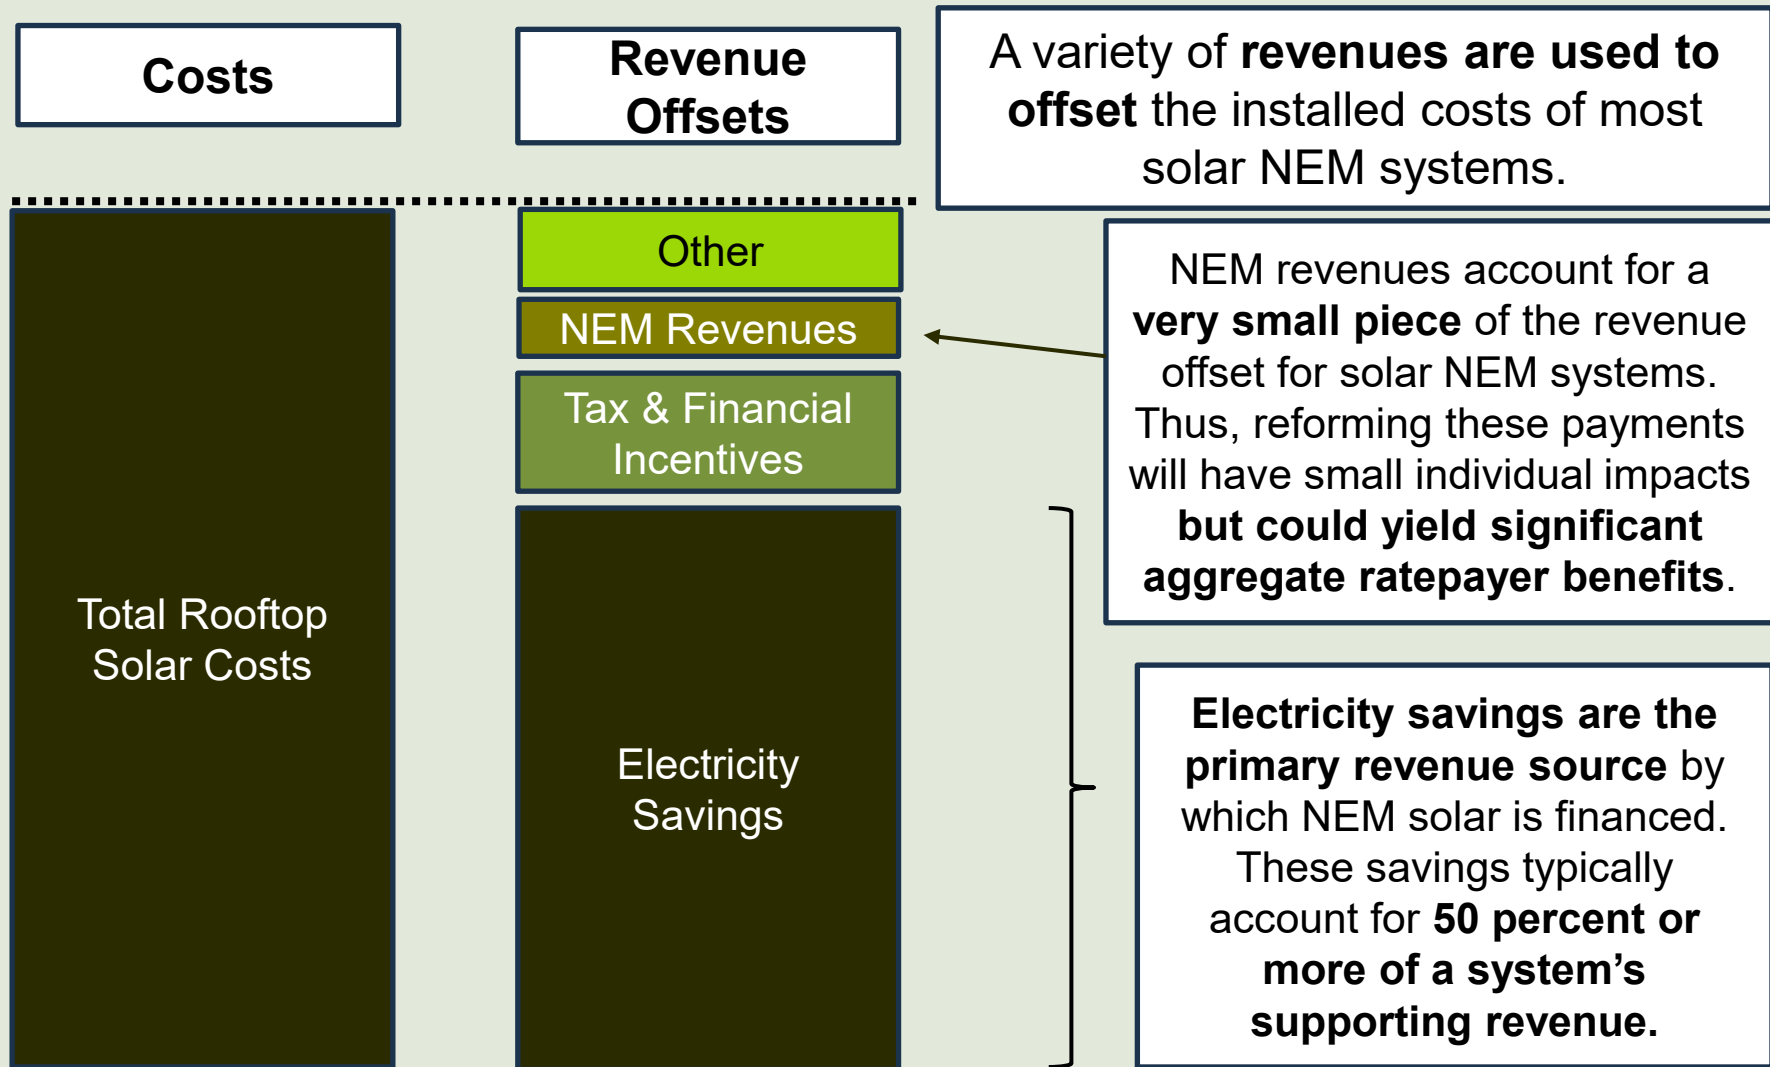 Costs
Revenue
Offsets
A variety of revenues are used to
offset the installed costs of most
solar NEM systems.
Other
NEM Revenues
Tax & Financial
Incentives
NEM revenues account for a
very small piece of the revenue
offset for solar NEM systems.
Thus, reforming these payments
will have small individual impacts
but could yield significant
aggregate ratepayer benefits.
Total Rooftop
Solar Costs
Electricity
Savings
Electricity savings are the
primary revenue source by
which NEM solar is financed.
These savings typically
account for 50 percent or
more of a system’s
supporting revenue.